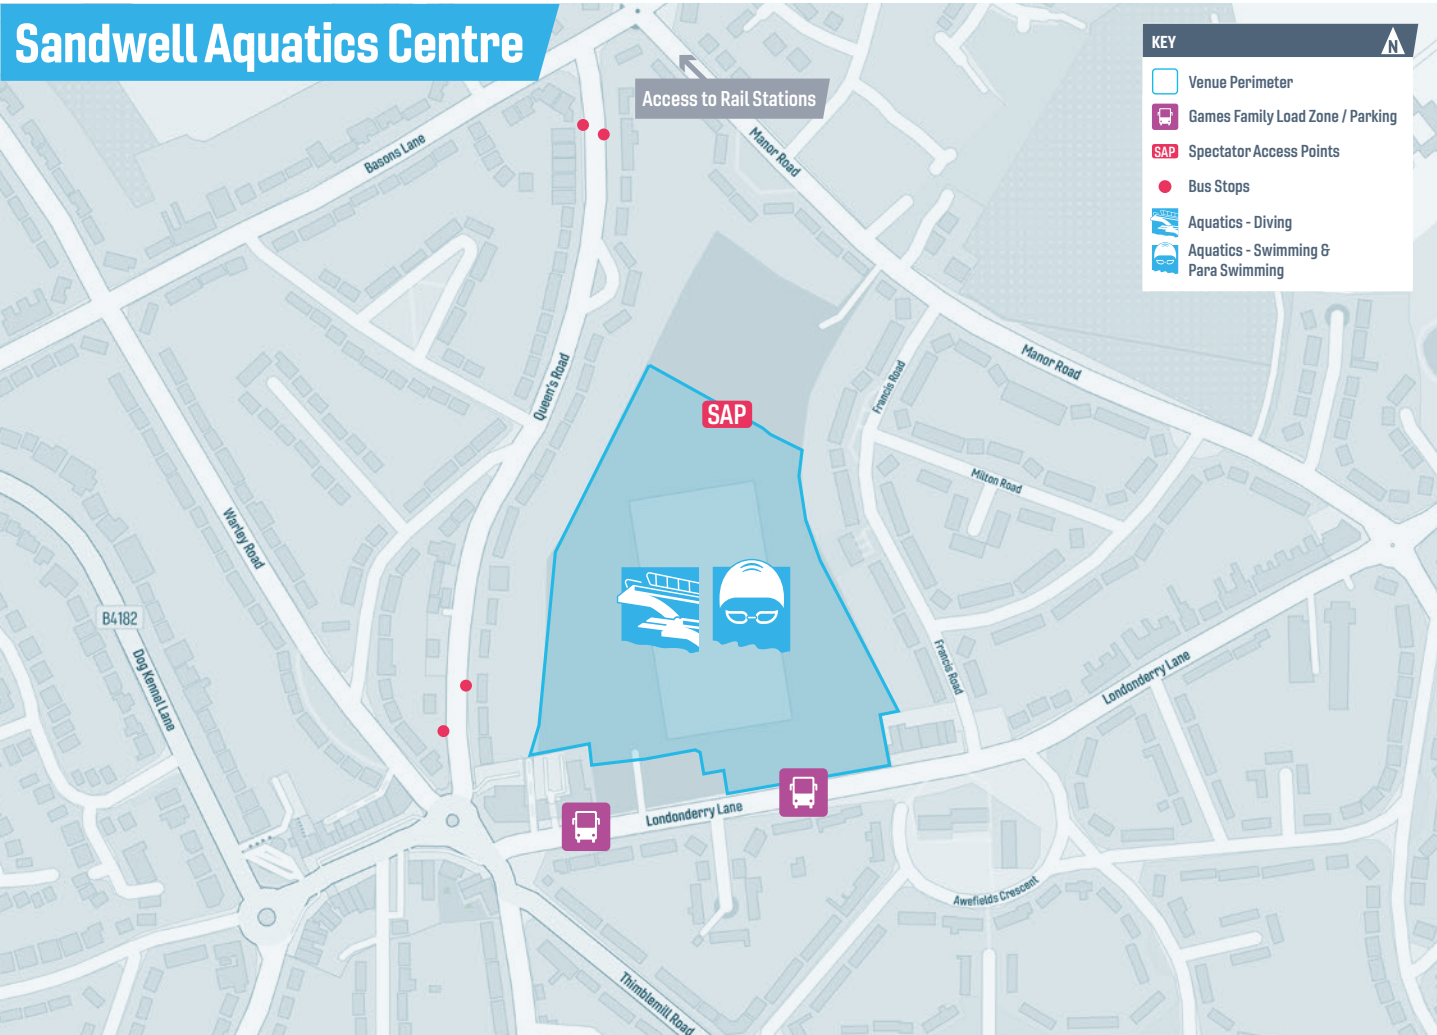 Sandwell Aquatics Centre
KEY
N
Venue Perimeter
Games Family Load Zone / Parking
SAP
Spectator Access Points
Bus Stops
Aquatics - Diving
Aquatics - Swimming &
Para Swimming
Access to Rail Stations
Manor Road
Basons Lane
Queen's Road
Manor Road
Francis Road
SAP
Milton Road
Warley Road
B4182
Dog Kennel Lane
Francis Road
Londonderry Lane
Londonderry Lane
Awefields Crescent
Thimblemill Road